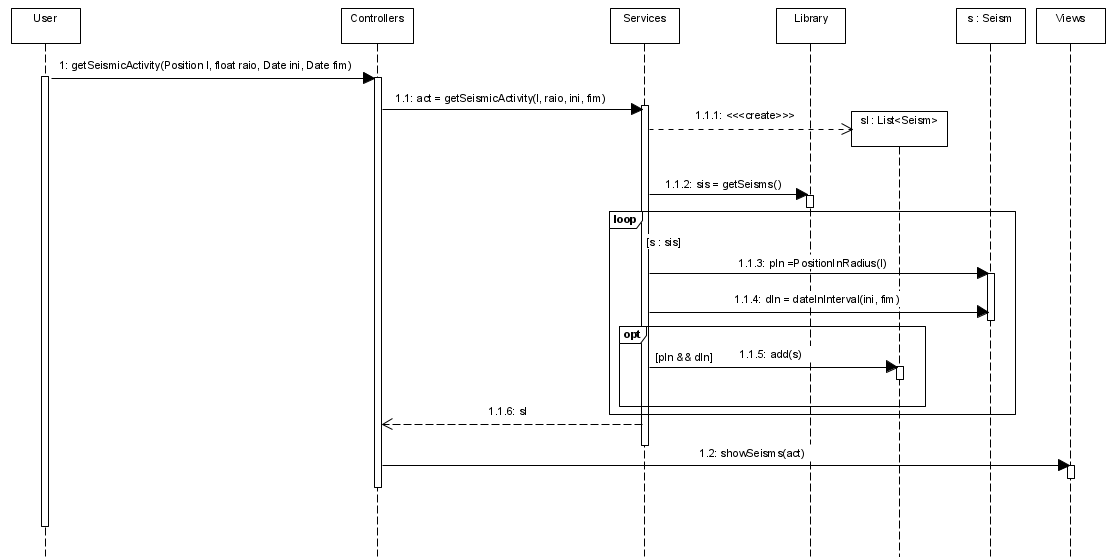 User
Controllers
Services
Library
s : Seism
Views
1: getSeismicActivity(Position l, float raio, Date ini, Date fim)
1.1: act = getSeismicActivity(l, raio, ini, fim)
1.1.1: <<<create>>>
sl : List<Seism>
1.1.2: sis = getSeisms()
loop
[s : sis]
1.1.3: pIn =PositionInRadius(l)
1.1.4: dIn = dateInInterval(ini, fim)
opt
[pIn && dIn]
1.1.5: add(s)
1.1.6: sl
1.2: showSeisms(act)